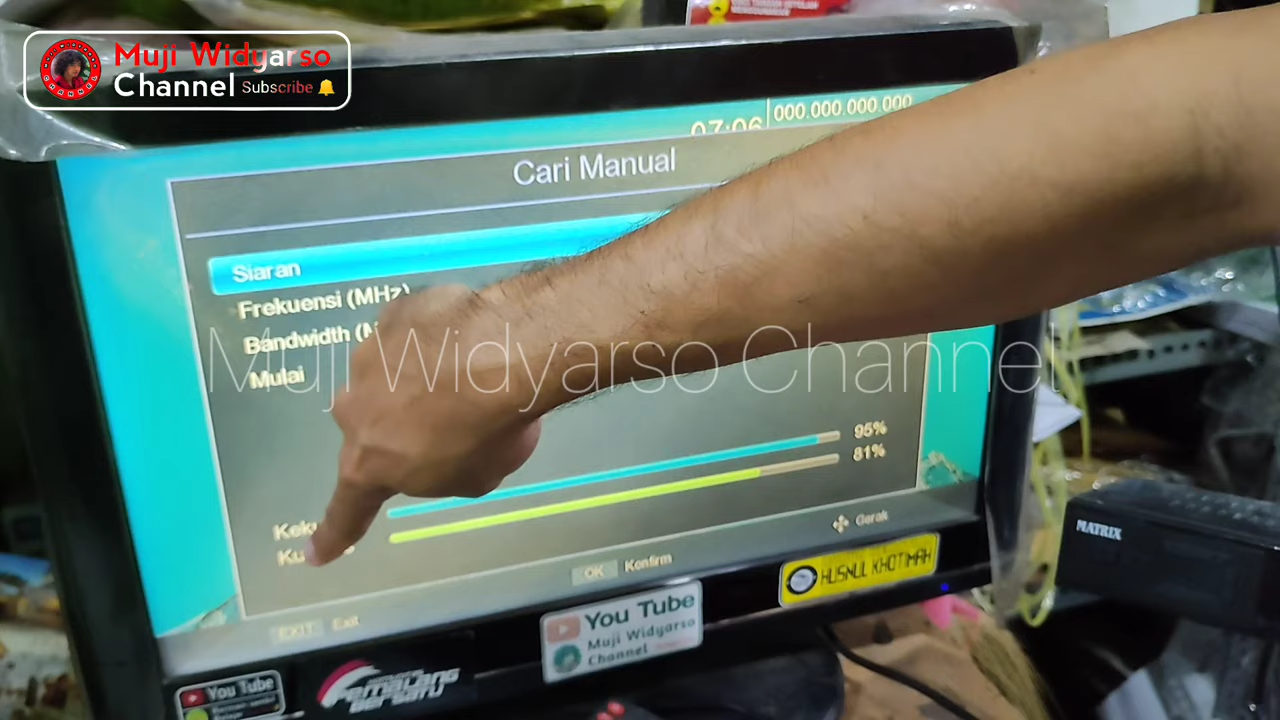 Muji Widyarso
Channel Subscribe
000.000.000.000
07:06
Cari Manual
Siaran
Frekuensi (MHz)
Bandwidth
Mulai
Muji Widyarso Channel
95%
81%
Gerak
OK Konfirm
EXIT Exit
MATRIX
HUSNUL KHOTIMAH
You Tube
Muji Widyarso
Channel
You Tube